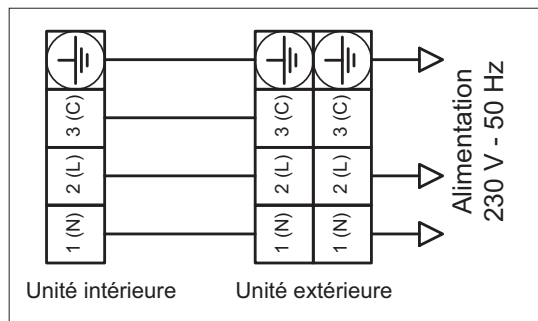 3 (C)
3 (C)
3 (C)
2 (L)
2 (L)
2 (L)
1 (N)
1 (N)
1 (N)
Alimentation
230 V - 50 Hz
Unité intérieure
Unité extérieure